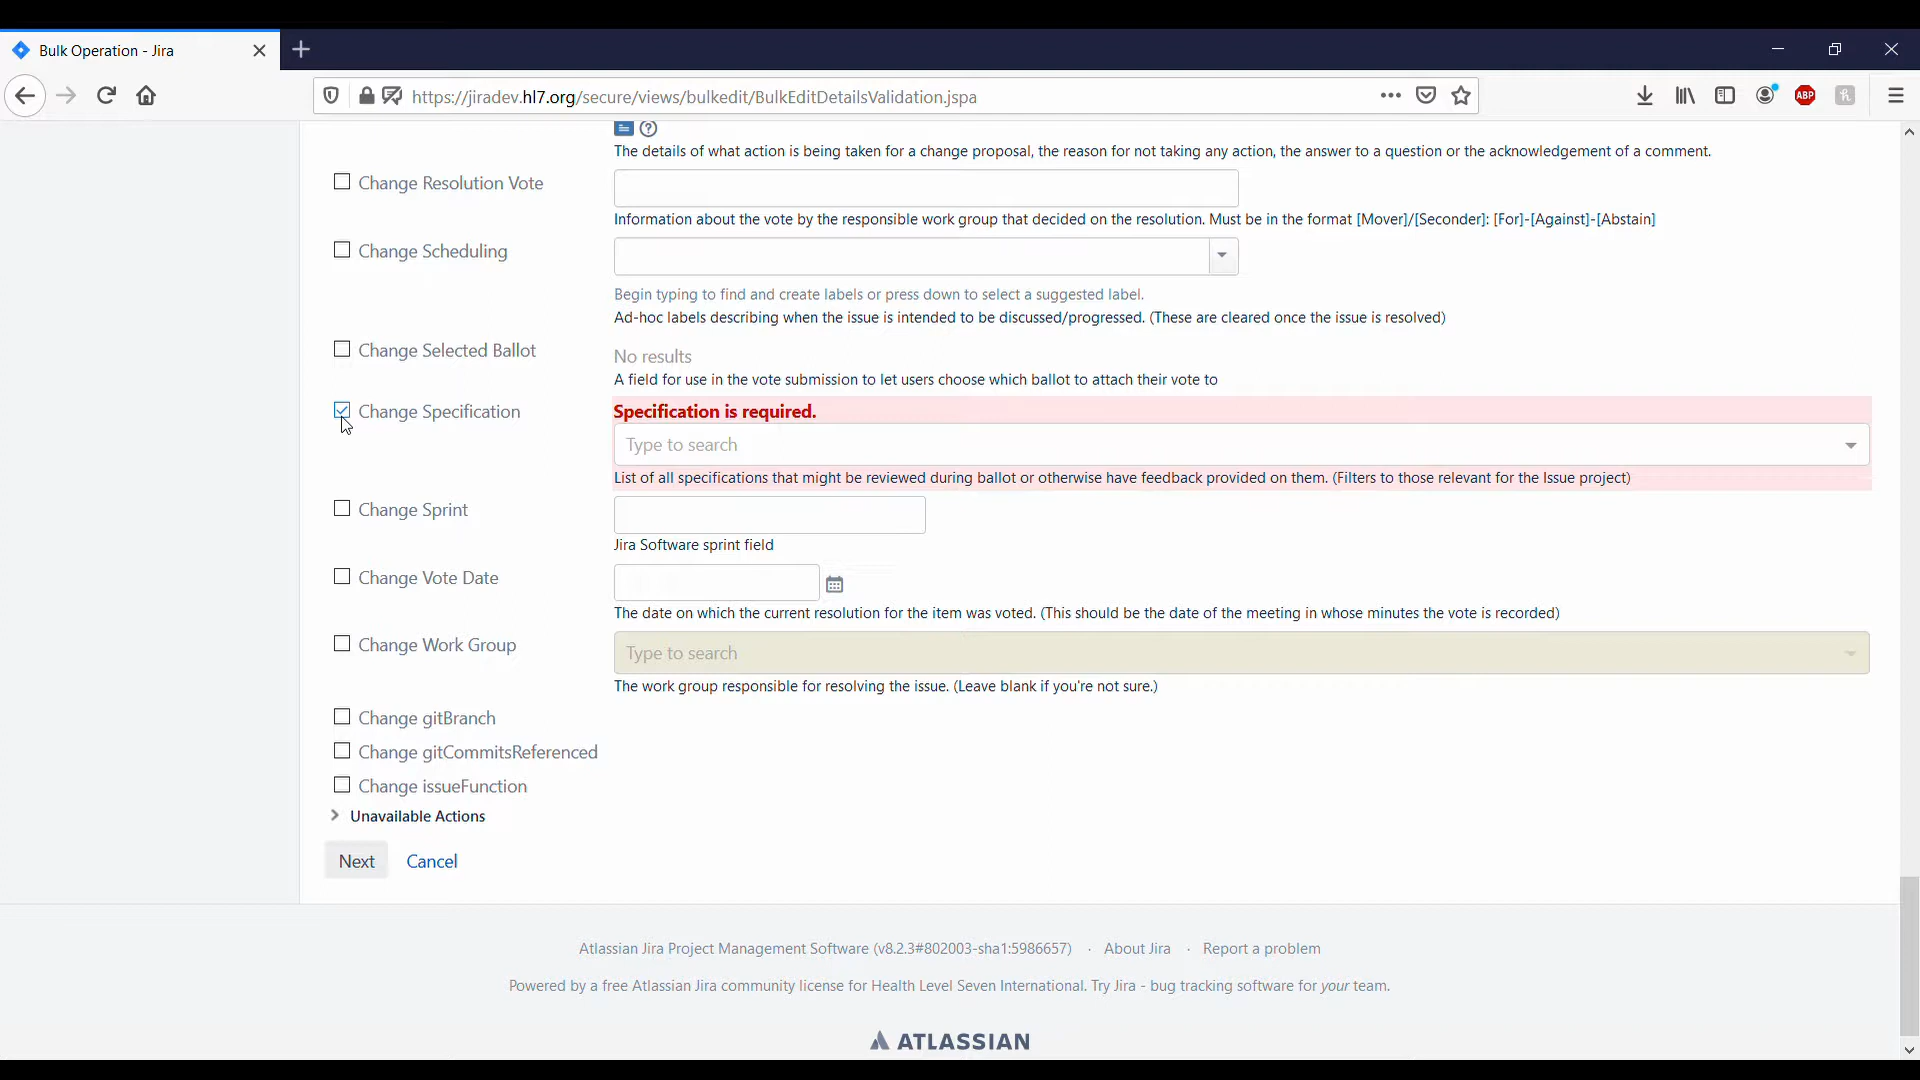 Bulk Operation - Jira
https://jiradev.hl7.org/secure/views/bulkedit/BulkEditDetailsValidation.jspa
ABP
The details of what action is being taken for a change proposal, the reason for not taking any action, the answer to a question or the acknowledgement of a comment.
Change Resolution Vote
Information about the vote by the responsible work group that decided on the resolution. Must be in the format [Mover]/[Seconder]: [For]-[Against]-[Abstain]
Change Scheduling
Begin typing to find and create labels or press down to select a suggested label.
Ad-hoc labels describing when the issue is intended to be discussed/progressed. (These are cleared once the issue is resolved)
Change Selected Ballot
No results
A field for use in the vote submission to let users choose which ballot to attach their vote to
Change Specification
Specification is required.
Type to search
List of all specifications that might be reviewed during ballot or otherwise have feedback provided on them. (Filters to those relevant for the Issue project)
Change Sprint
Jira Software sprint field
Change Vote Date
The date on which the current resolution for the item was voted. (This should be the date of the meeting in whose minutes the vote is recorded)
Change Work Group
Type to search
The work group responsible for resolving the issue. (Leave blank if you're not sure.)
Change gitBranch
Change gitCommitsReferenced
Change issueFunction
Unavailable Actions
Next Cancel
Atlassian Jira Project Management Software (v8.2.3#802003-sha1:5986657) · About Jira · Report a problem
Powered by a free Atlassian Jira community license for Health Level Seven International. Try Jira - bug tracking software for your team.
ATLASSIAN